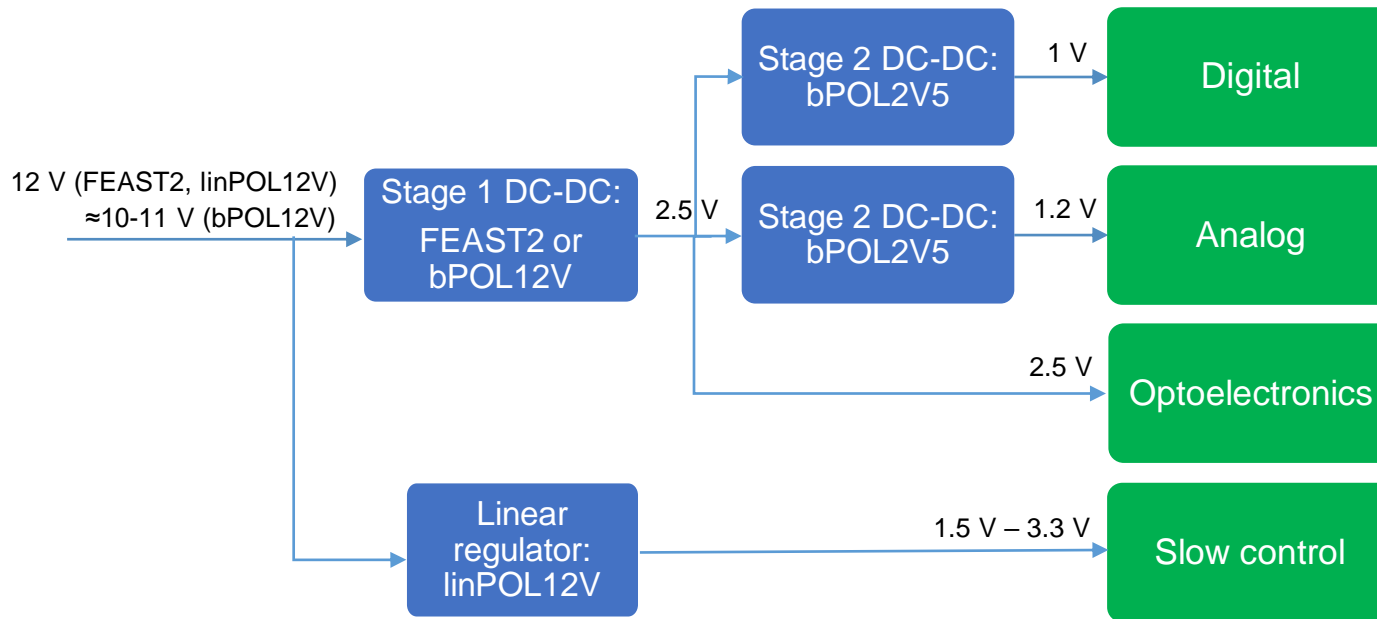 12 V (FEAST2, linPOL12V)
≈10-11 V (bPOL12V)
Stage 1 DC-DC:
FEAST2 or
bPOL12V
2.5 V
Stage 2 DC-DC:
bPOL2V5
1 V
Digital
Stage 2 DC-DC:
bPOL2V5
1.2 V
Analog
2.5 V
Optoelectronics
Linear
regulator:
linPOL12V
1.5 V – 3.3 V
Slow control